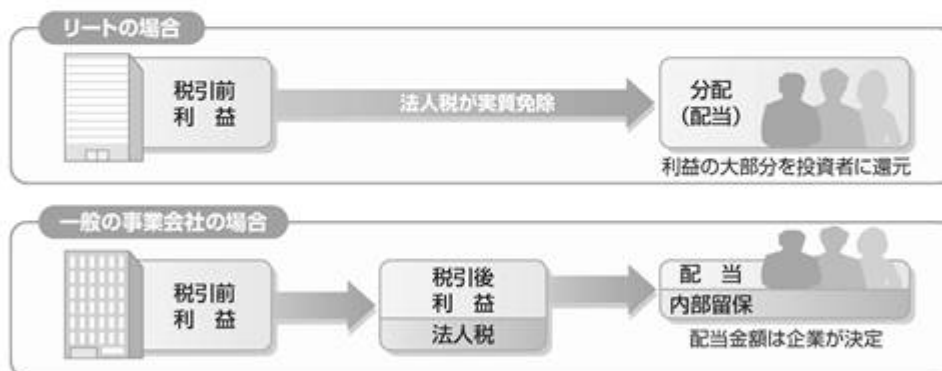 リートの場合
税引前
利　益
法人税が実質免除
分配
（配当）
利益の大部分を投資者に還元
一般の事業会社の場合
税引前
利　益
税引後
利　益
法人税
配　当
内部留保
配当金額は企業が決定